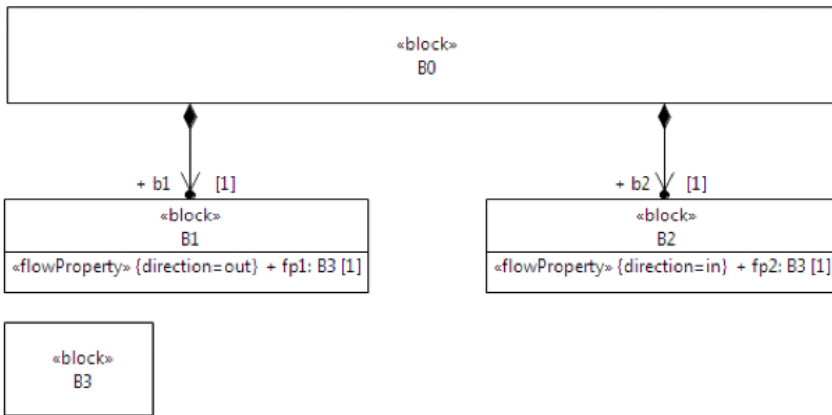 «block»
B0
+ b1 [1]
+ b2 [1]
«block»
B1
«flowProperty» {direction=out} + fp1: B3 [1]
«block»
B2
«flowProperty» {direction=in} + fp2: B3 [1]
«block»
B3